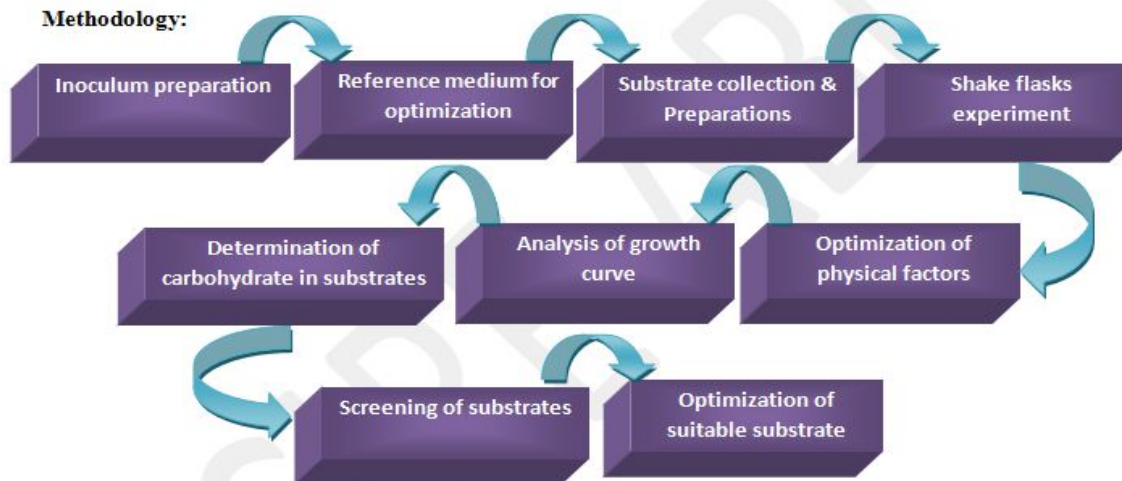 Methodology:
Inoculum preparation
Reference medium for
optimization
Substrate collection &
Preparations
Shake flasks
experiment
Optimization of
physical factors
Analysis of growth
curve
Determination of
carbohydrate in substrates
Screening of substrates
Optimization of
suitable substrate